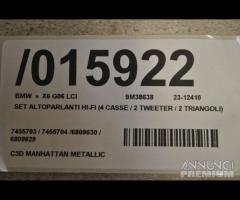 /015922
BMW » X6 G06 LCI 9M38638 23-12410
SET ALTOPARLANTI HI-FI (4 CASSE / 2 TWEETER / 2 TRIANGOLI)
7455703 / 7455704 /6809630 /
6809629
C3D MANHATTAN METALLIC
ANNUNCI
PREMIUM